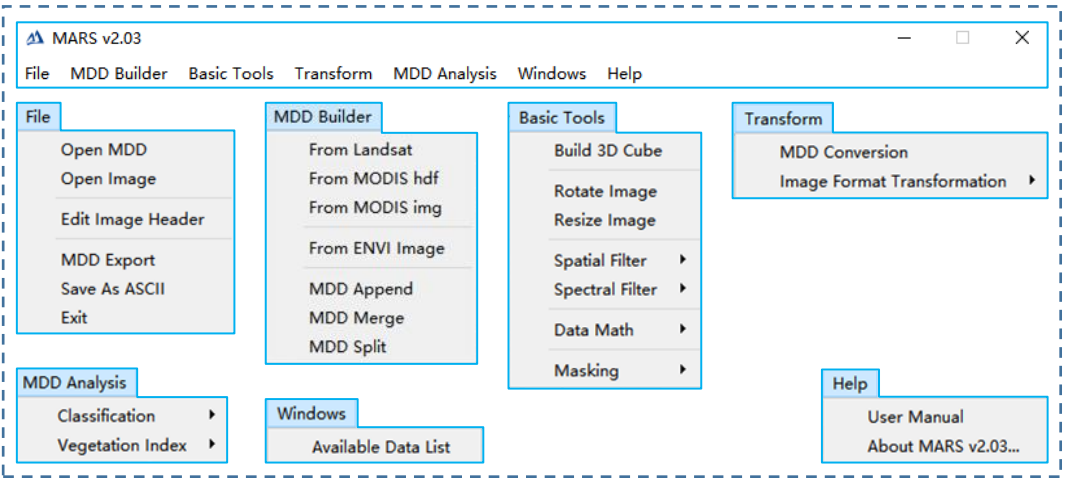 MARS v2.03
File MDD Builder Basic Tools Transform MDD Analysis Windows Help
File
Open MDD
Open Image
Edit Image Header
MDD Export
Save As ASCII
Exit
MDD Builder
From Landsat
From MODIS hdf
From MODIS img
From ENVI Image
MDD Append
MDD Merge
MDD Split
Basic Tools
Build 3D Cube
Rotate Image
Resize Image
Spatial Filter
Spectral Filter
Data Math
Masking
Transform
MDD Conversion
Image Format Transformation
MDD Analysis
Classification
Vegetation Index
Windows
Available Data List
Help
User Manual
About MARS v2.03...